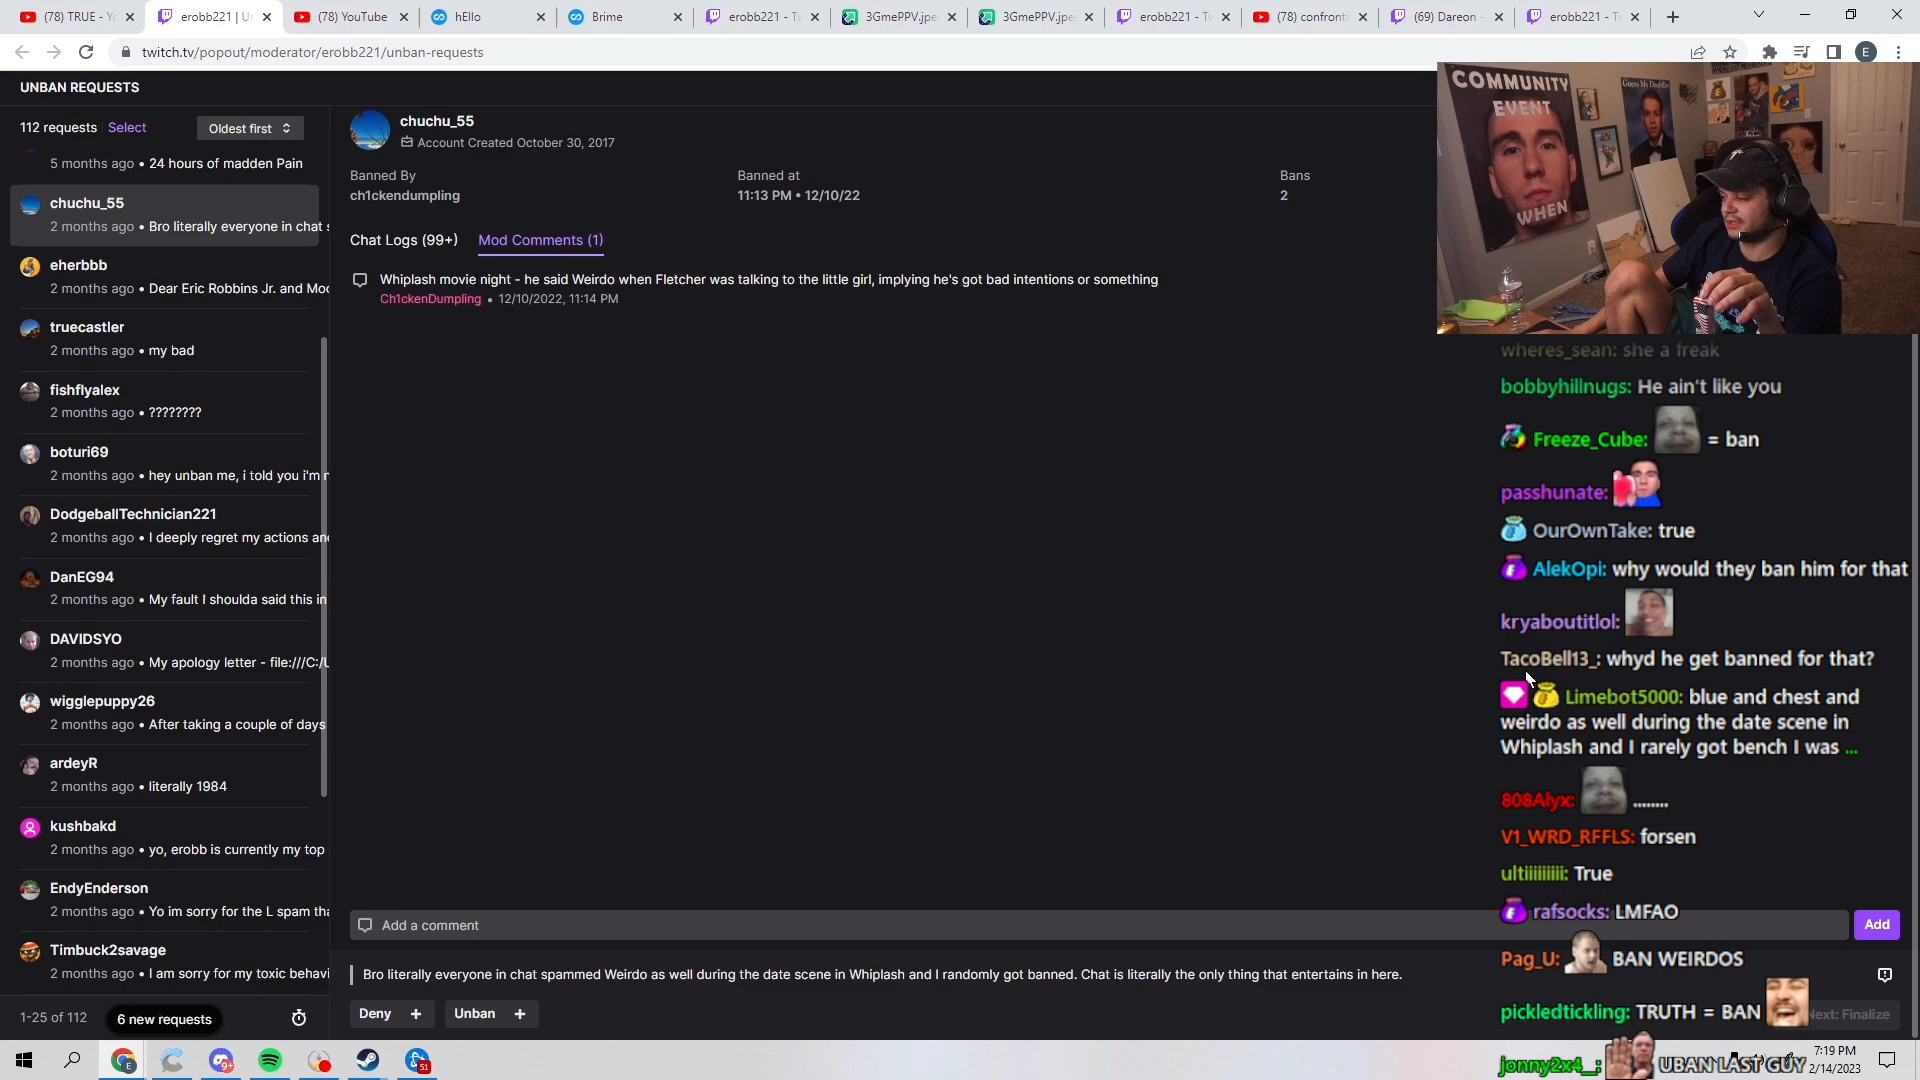 (78) TRUE - Yo
erobb221 | Un
(78) YouTube
hEllo
Brime
erobb221 - Tw
3GmePPV.jpe
3GmePPV.jpe
erobb221 - Tw
(78) confronti
(69) Dareon -
erobb221 - Tw
twitch.tv/popout/moderator/erobb221/unban-requests
E
UNBAN REQUESTS
112 requests Select
Oldest first
5 months ago • 24 hours of madden Pain
chuchu_55
2 months ago • Bro literally everyone in chat s
eherbbb
2 months ago • Dear Eric Robbins Jr. and Mod
truecastler
2 months ago • my bad
fishflyalex
2 months ago • ????????
boturi69
2 months ago • hey unban me, i told you i'm n
DodgeballTechnician221
2 months ago • I deeply regret my actions and
DanEG94
2 months ago • My fault I shoulda said this in
DAVIDSYO
2 months ago • My apology letter - file:///C:/U
wigglepuppy26
2 months ago • After taking a couple of days
ardeyR
2 months ago • literally 1984
kushbakd
2 months ago • yo, erobb is currently my top
EndyEnderson
2 months ago • Yo im sorry for the L spam tha
Timbuck2savage
2 months ago • I am sorry for my toxic behavi
1-25 of 112
6 new requests
chuchu_55
Account Created October 30, 2017
Banned By
ch1ckendumpling
Banned at
11:13 PM • 12/10/22
Bans
2
Chat Logs (99+)
Mod Comments (1)
Whiplash movie night - he said Weirdo when Fletcher was talking to the little girl, implying he's got bad intentions or something
Ch1ckenDumpling • 12/10/2022, 11:14 PM
Add a comment
Add
Bro literally everyone in chat spammed Weirdo as well during the date scene in Whiplash and I randomly got banned. Chat is literally the only thing that entertains in here.
Deny +
Unban +
Next: Finalize
COMMUNITY
EVENT
WHEN
Guess My Disability
wheres_sean: she a freak
bobbyhillnugs: He ain't like you
Freeze_Cube: = ban
passhunate:
OurOwnTake: true
AlekOpi: why would they ban him for that
kryaboutitlol:
TacoBell13_: whyd he get banned for that?
Limebot5000: blue and chest and
weirdo as well during the date scene in
Whiplash and I rarely got bench I was ...
808Alyx: ........
V1_WRD_RFFLS: forsen
ultiiiiiiiiii: True
rafsocks: LMFAO
Pag_U: BAN WEIRDOS
pickledtickling: TRUTH = BAN
jonny2x4_: UBAN LAST GUY
E
9+
51
7:19 PM
2/14/2023